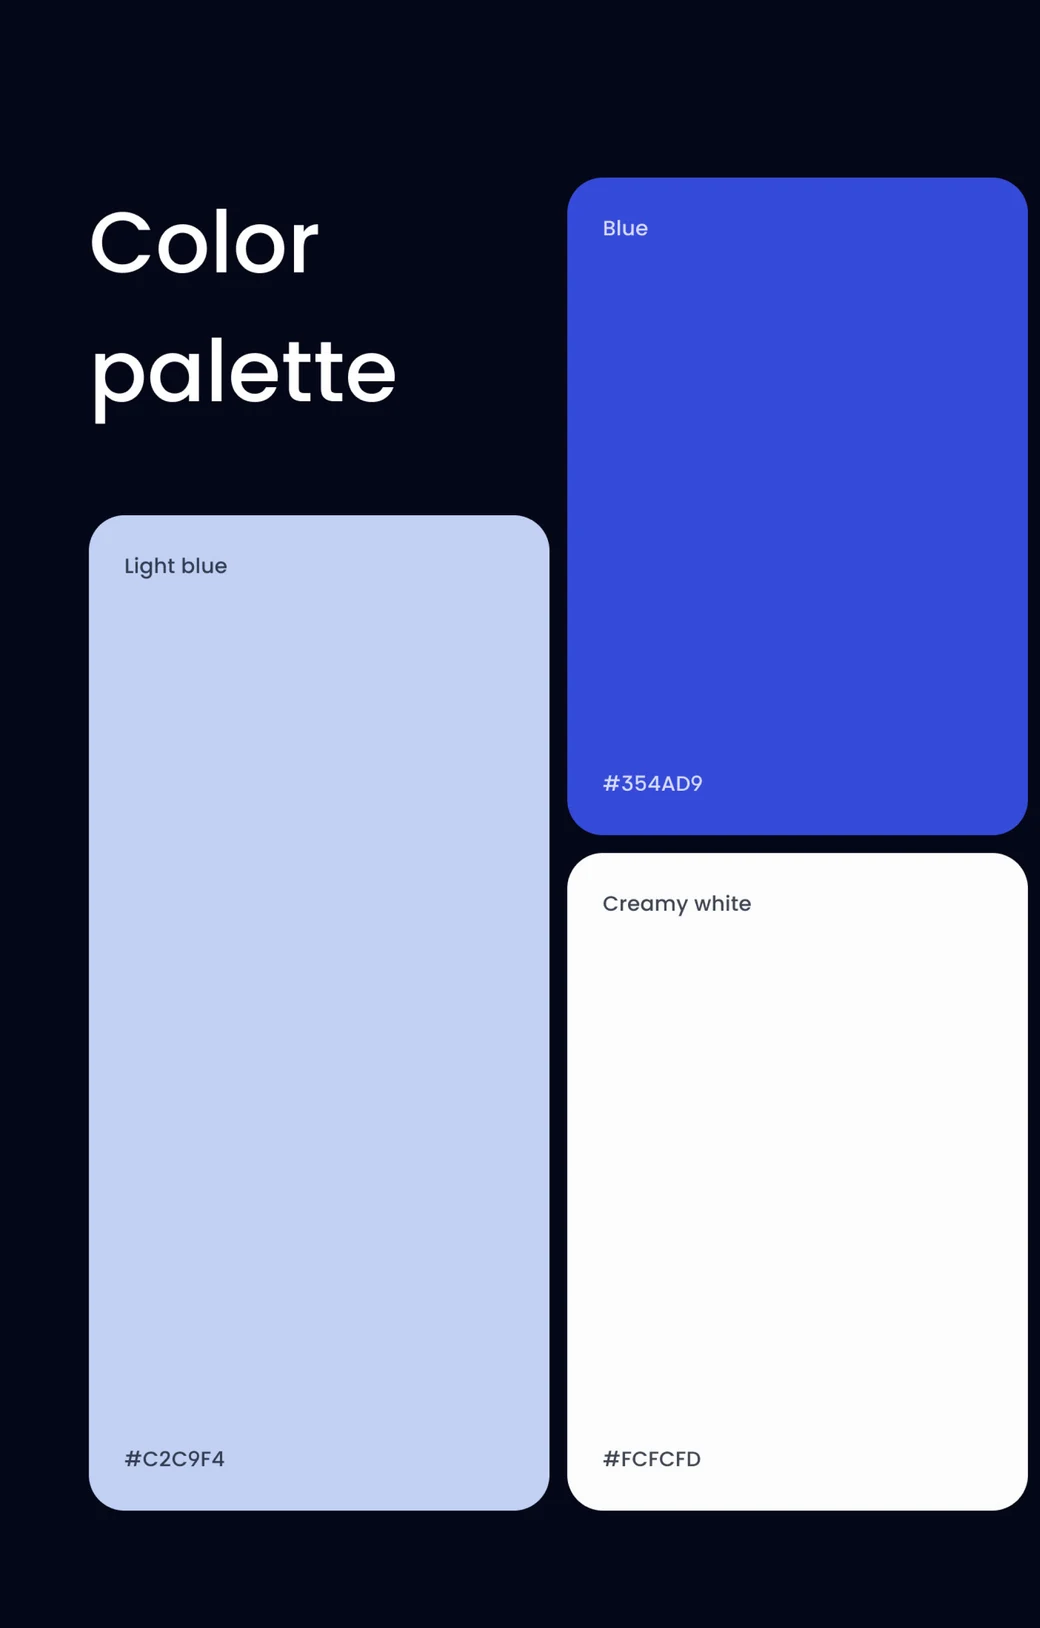 Color
palette
Blue
#354AD9
Light blue
#C2C9F4
Creamy white
#FCFCFD